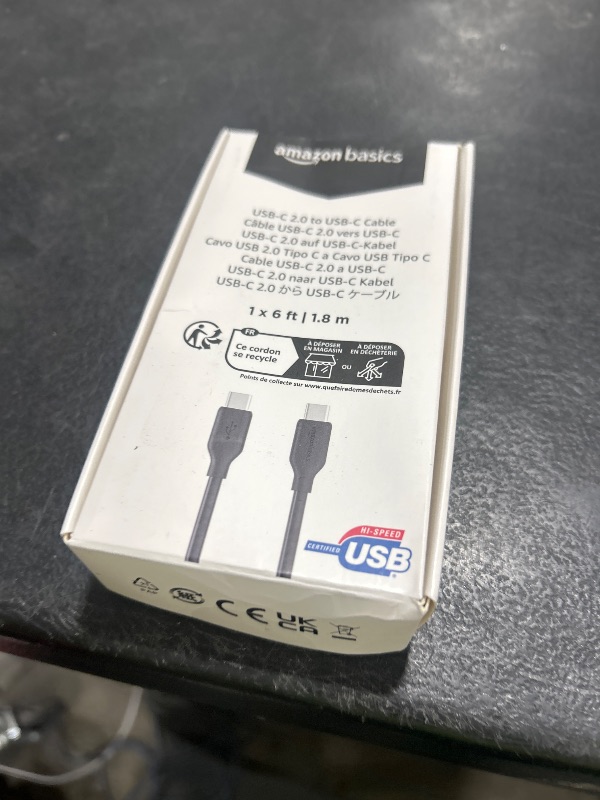 amazon basics
USB-C 2.0 to USB-C Cable
Câble USB-C 2.0 vers USB-C
USB-C 2.0 auf USB-C-Kabel
Cavo USB 2.0 Tipo C a Cavo USB Tipo C
Cable USB-C 2.0 a USB-C
USB-C 2.0 naar USB-C Kabel
USB-C 2.0 から USB-C ケーブル
1 x 6 ft | 1.8 m
FR
Ce cordon
se recycle
À DÉPOSER
EN MAGASIN
OU
À DÉPOSER
EN DÉCHÈTERIE
Points de collecte sur www.quefairedemesdechets.fr
HI-SPEED
CERTIFIED
USB
CE
UK
CA